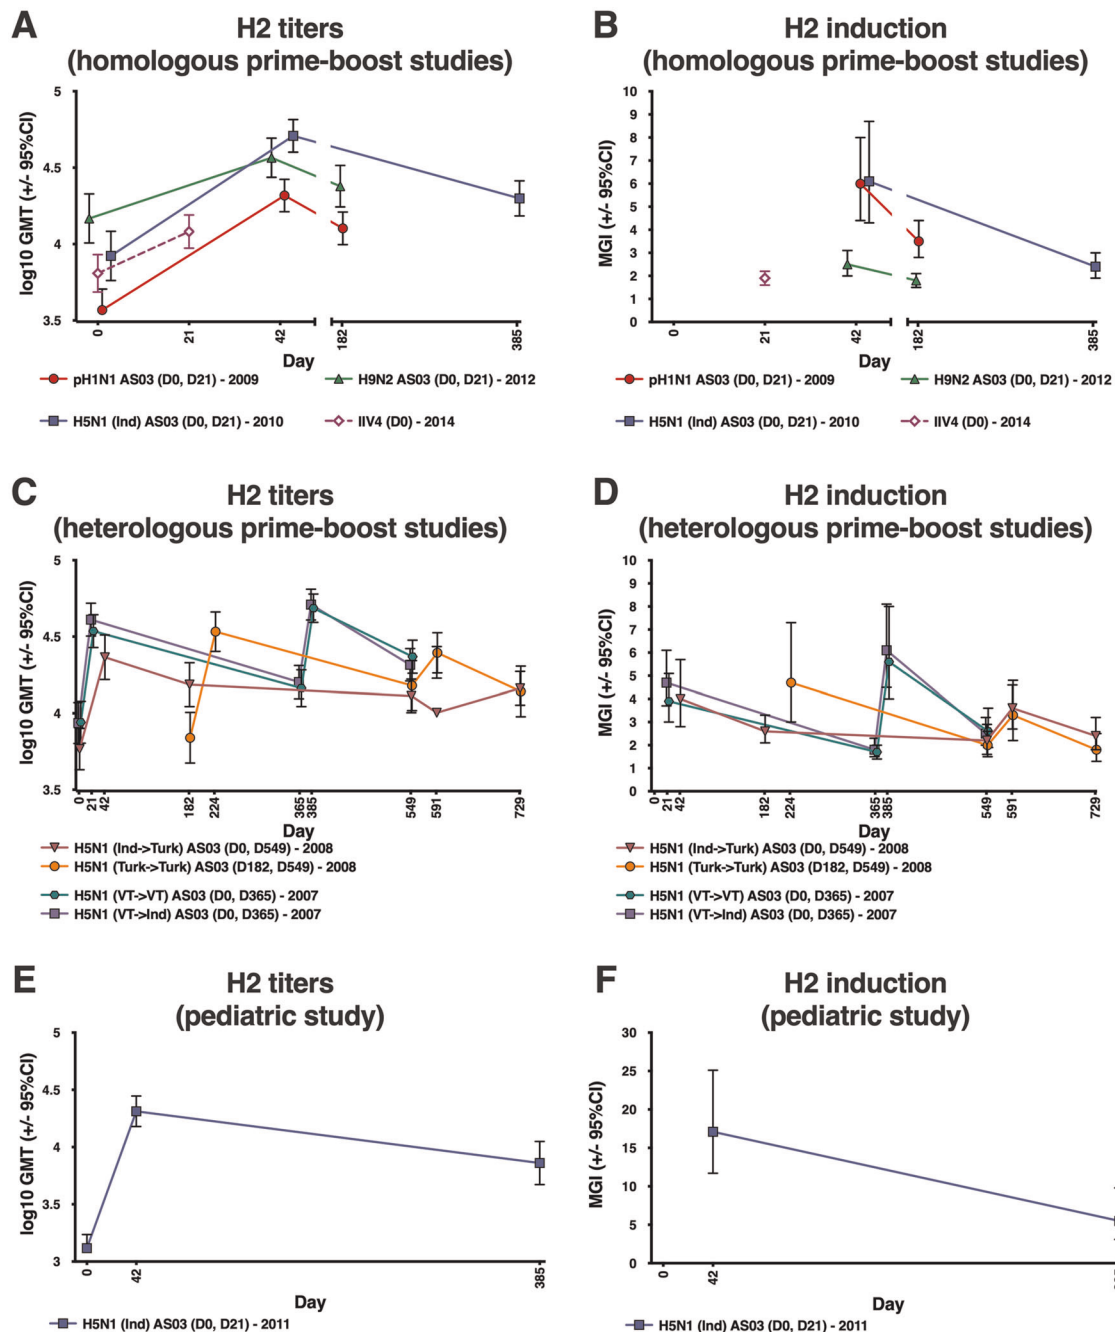 A
H2 titers
(homologous prime-boost studies)
log10 GMT (+/- 95%CI)
5
4.5
4
3.5
0
21
42
182
385
Day
pH1N1 AS03 (D0, D21) - 2009
H9N2 AS03 (D0, D21) - 2012
H5N1 (Ind) AS03 (D0, D21) - 2010
IIV4 (D0) - 2014
B
H2 induction
(homologous prime-boost studies)
MGI (+/- 95%CI)
10
9
8
7
6
5
4
3
2
1
0
0
21
42
182
385
Day
pH1N1 AS03 (D0, D21) - 2009
H9N2 AS03 (D0, D21) - 2012
H5N1 (Ind) AS03 (D0, D21) - 2010
IIV4 (D0) - 2014
C
H2 titers
(heterologous prime-boost studies)
log10 GMT (+/- 95%CI)
5
4.5
4
3.5
0
21
42
182
224
365
385
549
591
729
Day
H5N1 (Ind->Turk) AS03 (D0, D549) - 2008
H5N1 (Turk->Turk) AS03 (D182, D549) - 2008
H5N1 (VT->VT) AS03 (D0, D365) - 2007
H5N1 (VT->Ind) AS03 (D0, D365) - 2007
D
H2 induction
(heterologous prime-boost studies)
MGI (+/- 95%CI)
10
9
8
7
6
5
4
3
2
1
0
0
21
42
182
224
365
385
549
591
729
Day
H5N1 (Ind->Turk) AS03 (D0, D549) - 2008
H5N1 (Turk->Turk) AS03 (D182, D549) - 2008
H5N1 (VT->VT) AS03 (D0, D365) - 2007
H5N1 (VT->Ind) AS03 (D0, D365) - 2007
E
H2 titers
(pediatric study)
log10 GMT (+/- 95%CI)
5
4.5
4
3.5
3
0
42
385
Day
H5N1 (Ind) AS03 (D0, D21) - 2011
F
H2 induction
(pediatric study)
MGI (+/- 95%CI)
30
25
20
15
10
5
0
0
42
Day
H5N1 (Ind) AS03 (D0, D21) - 2011